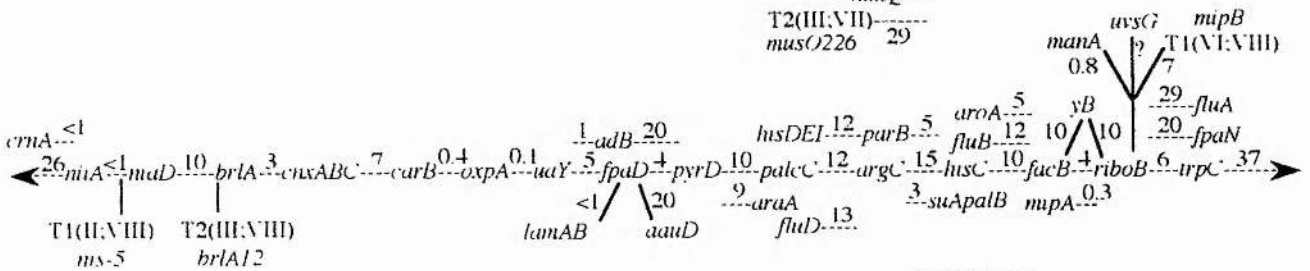 T2(III;VII)
musO226 29
uvsG mipB
manA ? T1(VI;VIII)
0.8 7
crnA <1
1 adB 20
hisDEI 12 parB 5
aroA 5
fluB 12
yB
10 10
29 fluA
20 fpaN
26 niiA <1 niaD 10 brlA 3 cnxABC 7 carB 0.4 oxpA 0.1 uaY 5 fpaD 4 pyrD 10 palcC 12 argC 15 hisC 10 facB 4 riboB 6 trpC 37
T1(II;VIII) T2(III;VIII)
ms-5 brlA12
<1 20
lamAB aauD
9 araA
fluD 13
3 suApalB
nipA 0.3